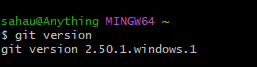 sahau@Anything MINGW64 ~
$ git version
git version 2.50.1.windows.1